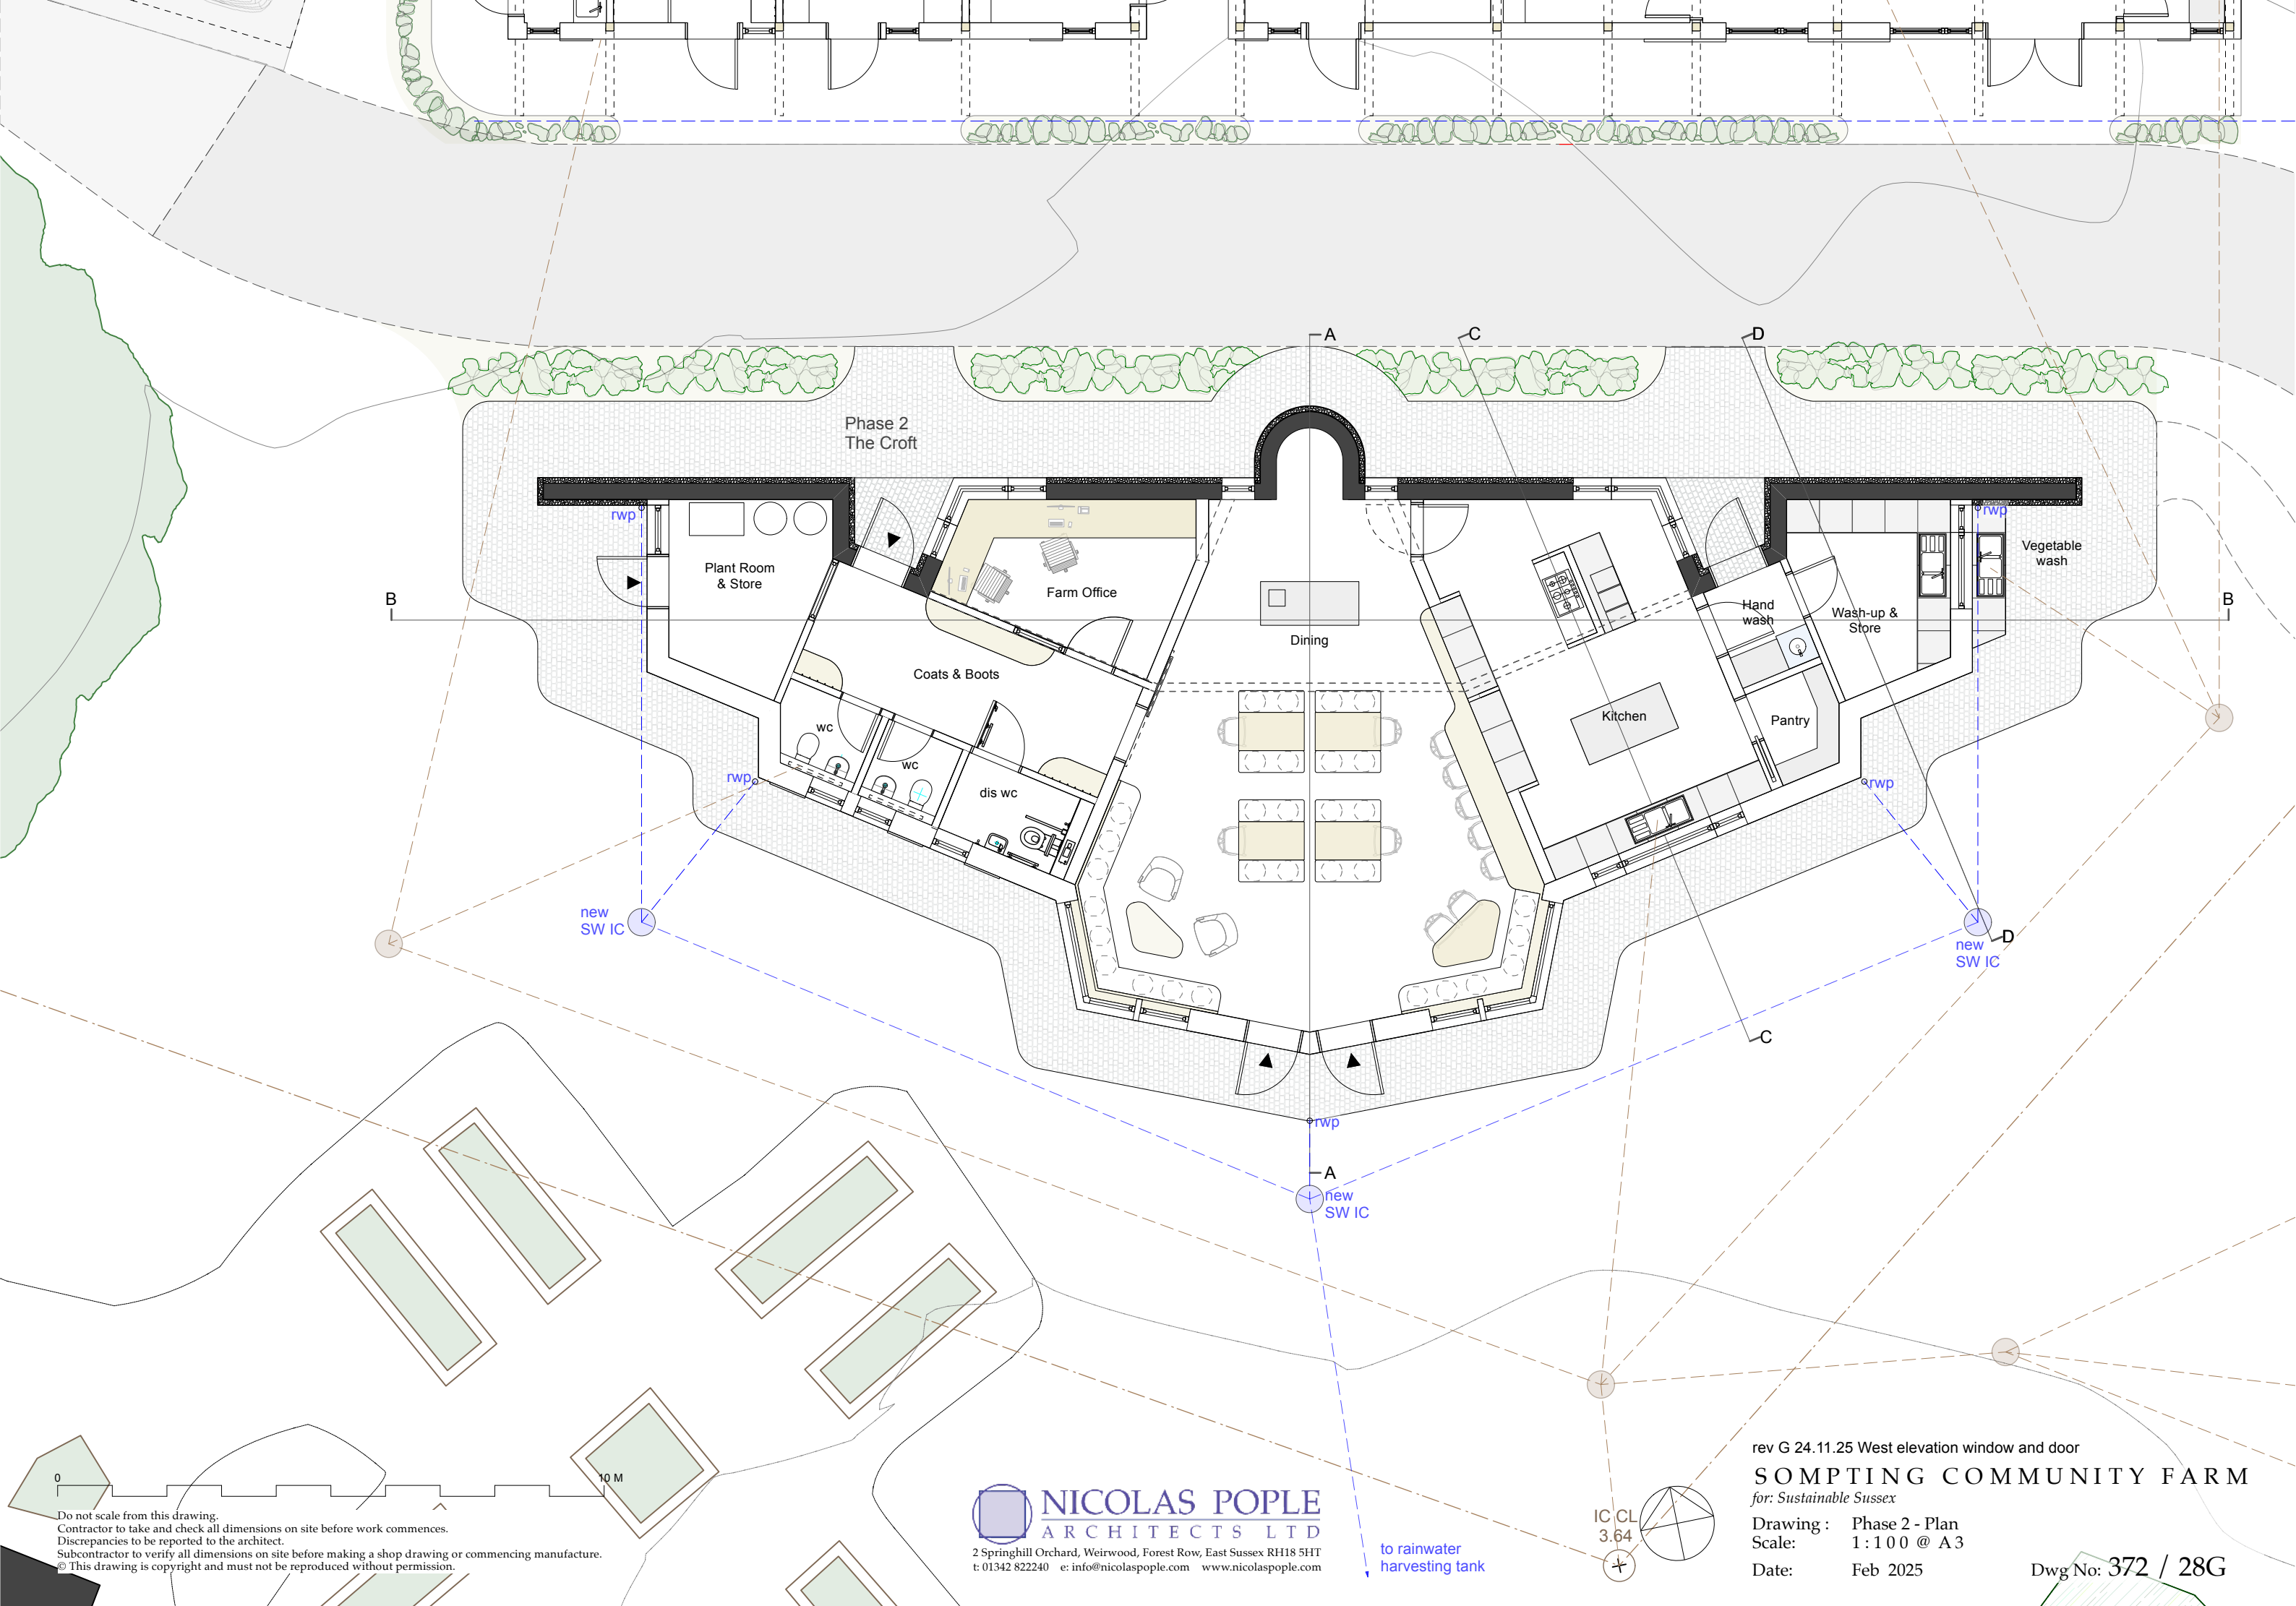 A
C
D
Phase 2
The Croft
rwp
rwp
Vegetable
wash
Plant Room
& Store
Farm Office
B
B
Hand
wash
Wash-up &
Store
Dining
Coats & Boots
Kitchen
Pantry
wc
wc
dis wc
rwp
rwp
new
SW IC
D
new
SW IC
C
rwp
A
new
SW IC
rev G 24.11.25 West elevation window and door
SOMPTING COMMUNITY FARM
for: Sustainable Sussex
Drawing : Phase 2 - Plan
Scale: 1:100 @ A3
Date: Feb 2025
Dwg No: 372 / 28G
IC CL
3.64
0 10 M
Do not scale from this drawing.
Contractor to take and check all dimensions on site before work commences.
Discrepancies to be reported to the architect.
Subcontractor to verify all dimensions on site before making a shop drawing or commencing manufacture.
© This drawing is copyright and must not be reproduced without permission.
NICOLAS POPLE
ARCHITECTS LTD
2 Springhill Orchard, Weirwood, Forest Row, East Sussex RH18 5HT
t: 01342 822240 e: info@nicolaspople.com www.nicolaspople.com
to rainwater
harvesting tank